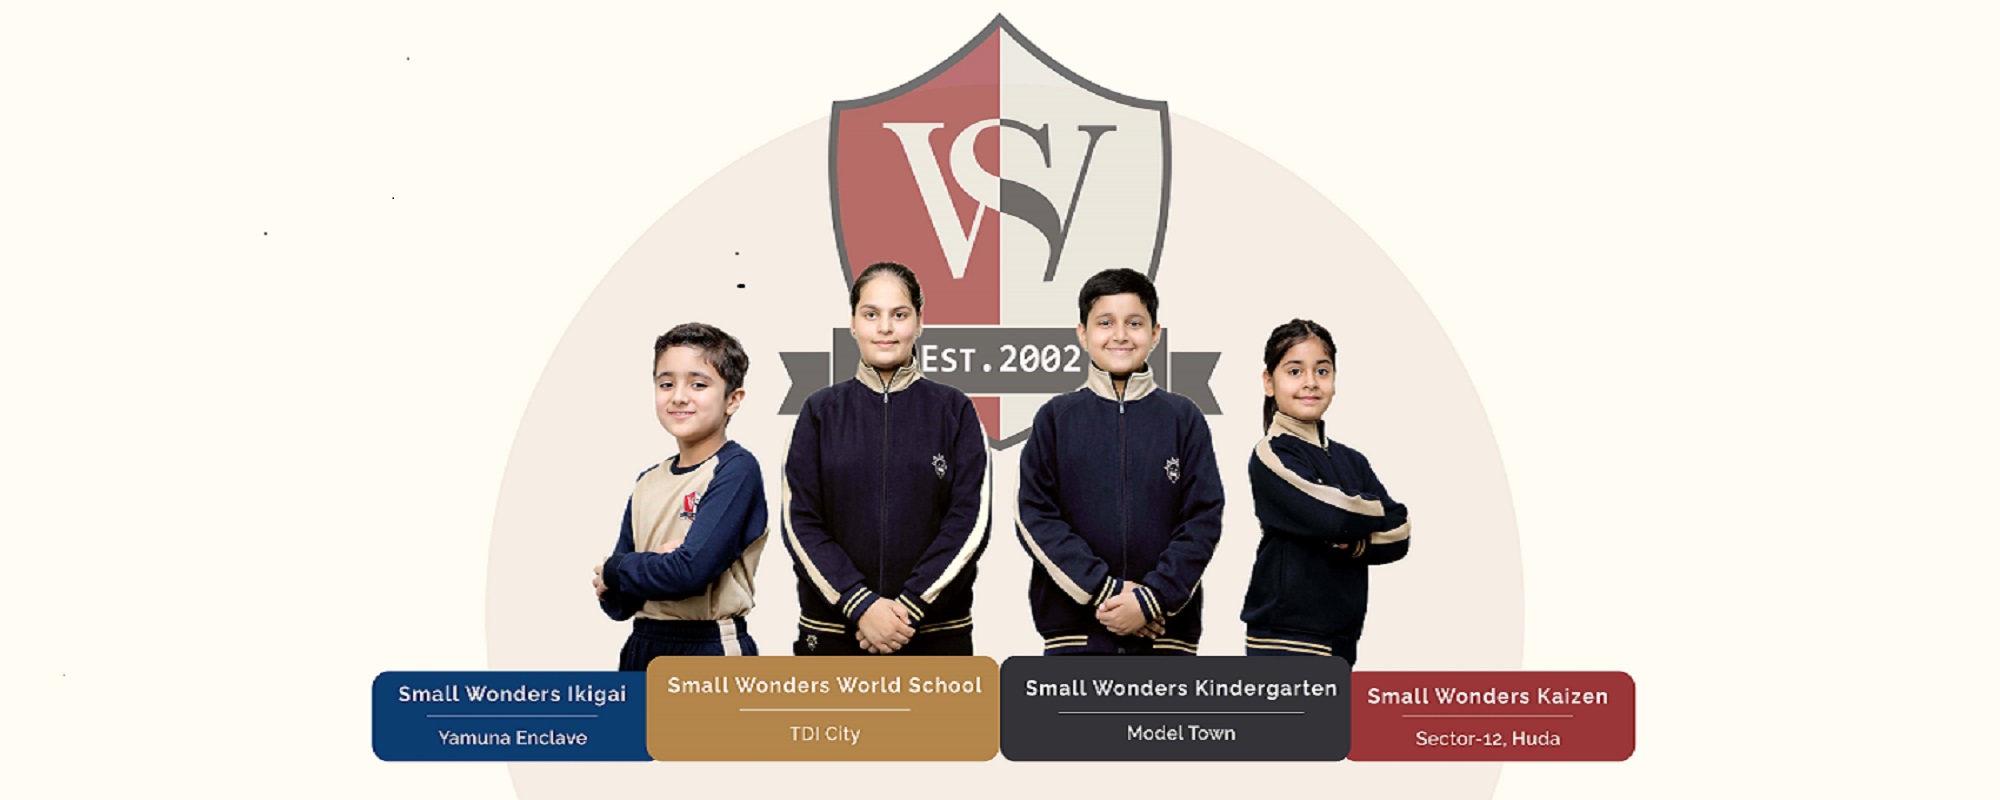 SW
EST.2002
Small Wonders Ikigai
Yamuna Enclave
Small Wonders World School
TDI City
Small Wonders Kindergarten
Model Town
Small Wonders Kaizen
Sector-12, Huda